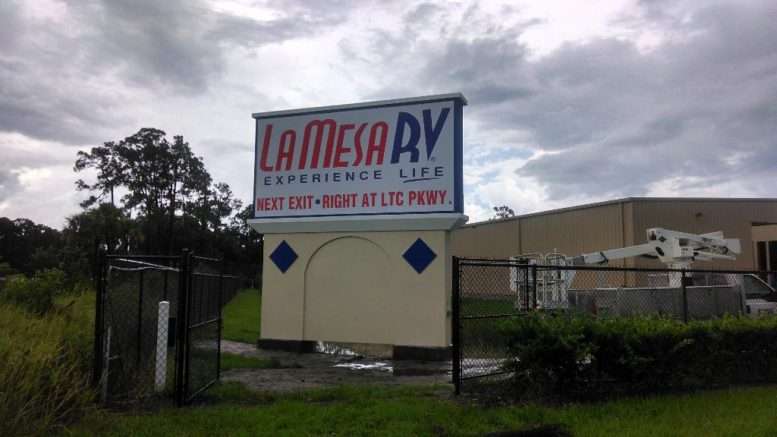 LA MESA RV
EXPERIENCE LIFE
NEXT EXIT • RIGHT AT LTC PKWY.